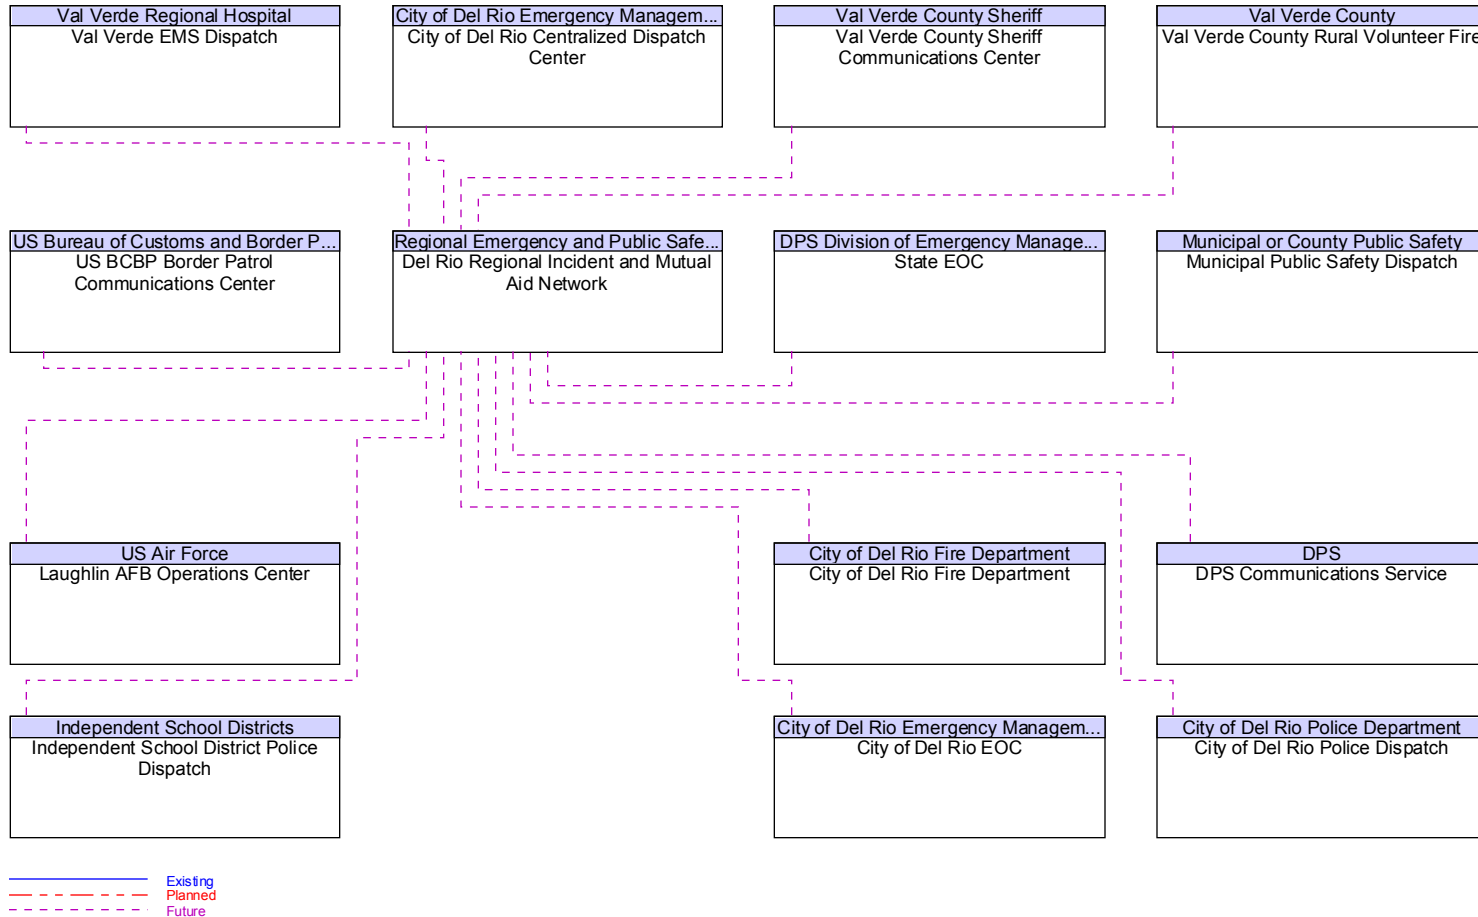 Val Verde Regional Hospital
Val Verde EMS Dispatch
City of Del Rio Emergency Managem...
City of Del Rio Centralized Dispatch
Center
Val Verde County Sheriff
Val Verde County Sheriff
Communications Center
Val Verde County
Val Verde County Rural Volunteer Fire
US Bureau of Customs and Border P...
US BCBP Border Patrol
Communications Center
Regional Emergency and Public Safe...
Del Rio Regional Incident and Mutual
Aid Network
DPS Division of Emergency Manage...
State EOC
Municipal or County Public Safety
Municipal Public Safety Dispatch
US Air Force
Laughlin AFB Operations Center
City of Del Rio Fire Department
City of Del Rio Fire Department
DPS
DPS Communications Service
Independent School Districts
Independent School District Police
Dispatch
City of Del Rio Emergency Managem...
City of Del Rio EOC
City of Del Rio Police Department
City of Del Rio Police Dispatch
Existing
Planned
Future